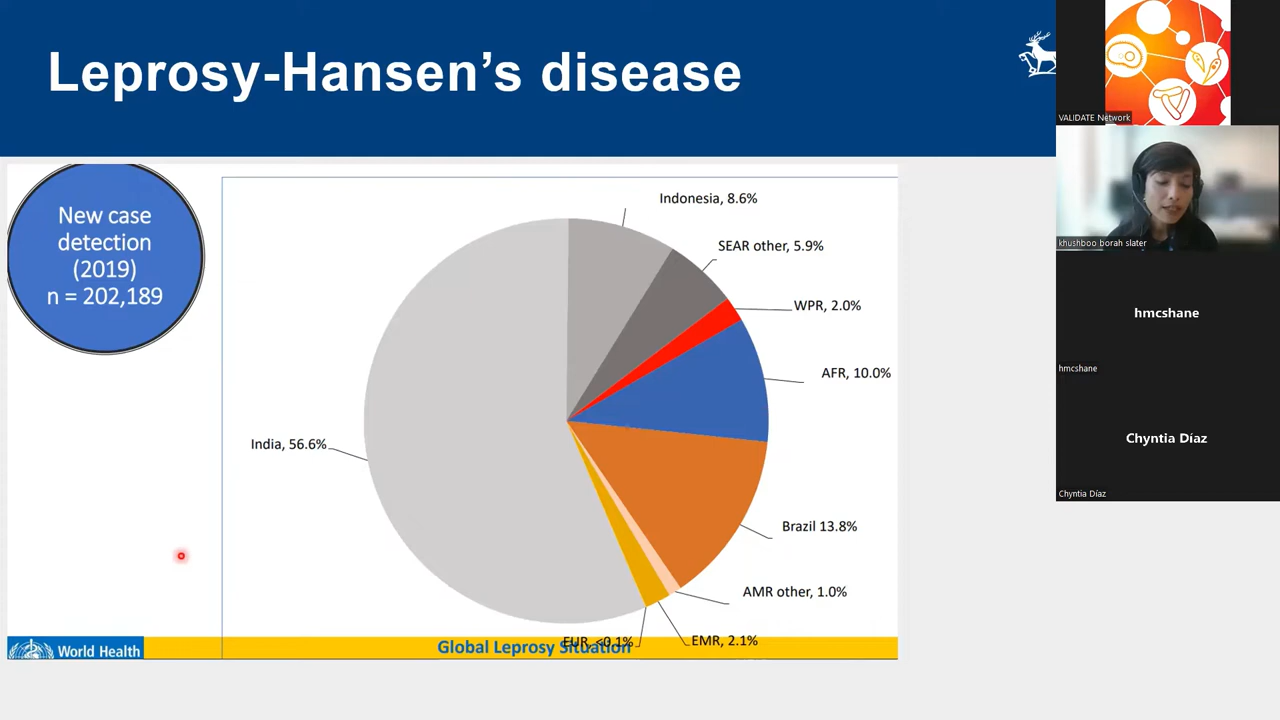 Leprosy-Hansen's disease
New case
detection
(2019)
n = 202,189
Indonesia, 8.6%
SEAR other, 5.9%
WPR, 2.0%
AFR, 10.0%
India, 56.6%
Brazil 13.8%
AMR other, 1.0%
EUR, <0.1%
EMR, 2.1%
World Health
Global Leprosy Situation
VALIDATE Network
khushboo borah slater
hmcshane
hmcshane
Chyntia Díaz
Chyntia Díaz